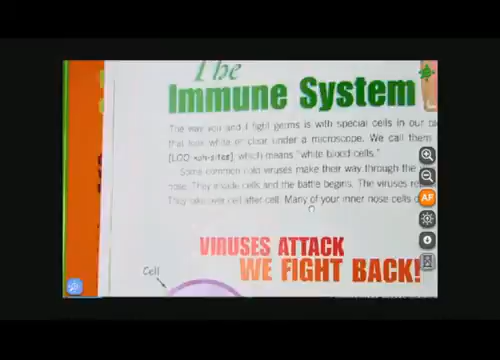 The
Immune System
The way you and I fight germs is with special cells in our
that look white or clear under a microscope. We call them
which means "white blood cells."
Some common cold viruses make their way through the
nose. They invade cells and the battle begins. The viruses
They take over cell after cell. Many of your inner nose cells
VIRUSES ATTACK
WE FIGHT BACK!
Cell
AF